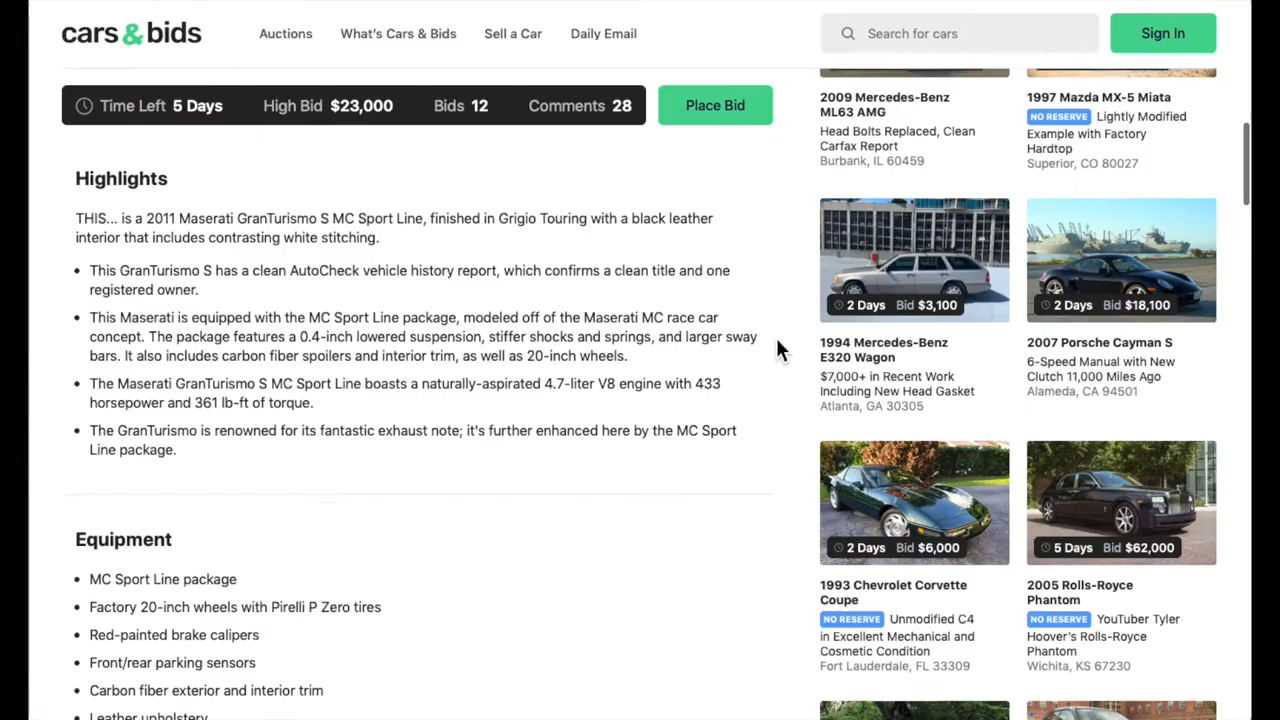 cars & bids
Auctions
What's Cars & Bids
Sell a Car
Daily Email
Search for cars
Sign In
Time Left 5 Days High Bid $23,000 Bids 12 Comments 28
Place Bid
Highlights
THIS... is a 2011 Maserati GranTurismo S MC Sport Line, finished in Grigio Touring with a black leather
interior that includes contrasting white stitching.
• This GranTurismo S has a clean AutoCheck vehicle history report, which confirms a clean title and one
registered owner.
• This Maserati is equipped with the MC Sport Line package, modeled off of the Maserati MC race car
concept. The package features a 0.4-inch lowered suspension, stiffer shocks and springs, and larger sway
bars. It also includes carbon fiber spoilers and interior trim, as well as 20-inch wheels.
• The Maserati GranTurismo S MC Sport Line boasts a naturally-aspirated 4.7-liter V8 engine with 433
horsepower and 361 lb-ft of torque.
• The GranTurismo is renowned for its fantastic exhaust note; it's further enhanced here by the MC Sport
Line package.
Equipment
• MC Sport Line package
• Factory 20-inch wheels with Pirelli P Zero tires
• Red-painted brake calipers
• Front/rear parking sensors
• Carbon fiber exterior and interior trim
• Leather upholstery
2009 Mercedes-Benz
ML63 AMG
Head Bolts Replaced, Clean
Carfax Report
Burbank, IL 60459
1997 Mazda MX-5 Miata
NO RESERVE Lightly Modified
Example with Factory
Hardtop
Superior, CO 80027
2 Days Bid $3,100
1994 Mercedes-Benz
E320 Wagon
$7,000+ in Recent Work
Including New Head Gasket
Atlanta, GA 30305
2 Days Bid $18,100
2007 Porsche Cayman S
6-Speed Manual with New
Clutch 11,000 Miles Ago
Alameda, CA 94501
2 Days Bid $6,000
1993 Chevrolet Corvette
Coupe
NO RESERVE Unmodified C4
in Excellent Mechanical and
Cosmetic Condition
Fort Lauderdale, FL 33309
5 Days Bid $62,000
2005 Rolls-Royce
Phantom
NO RESERVE YouTuber Tyler
Hoover's Rolls-Royce
Phantom
Wichita, KS 67230